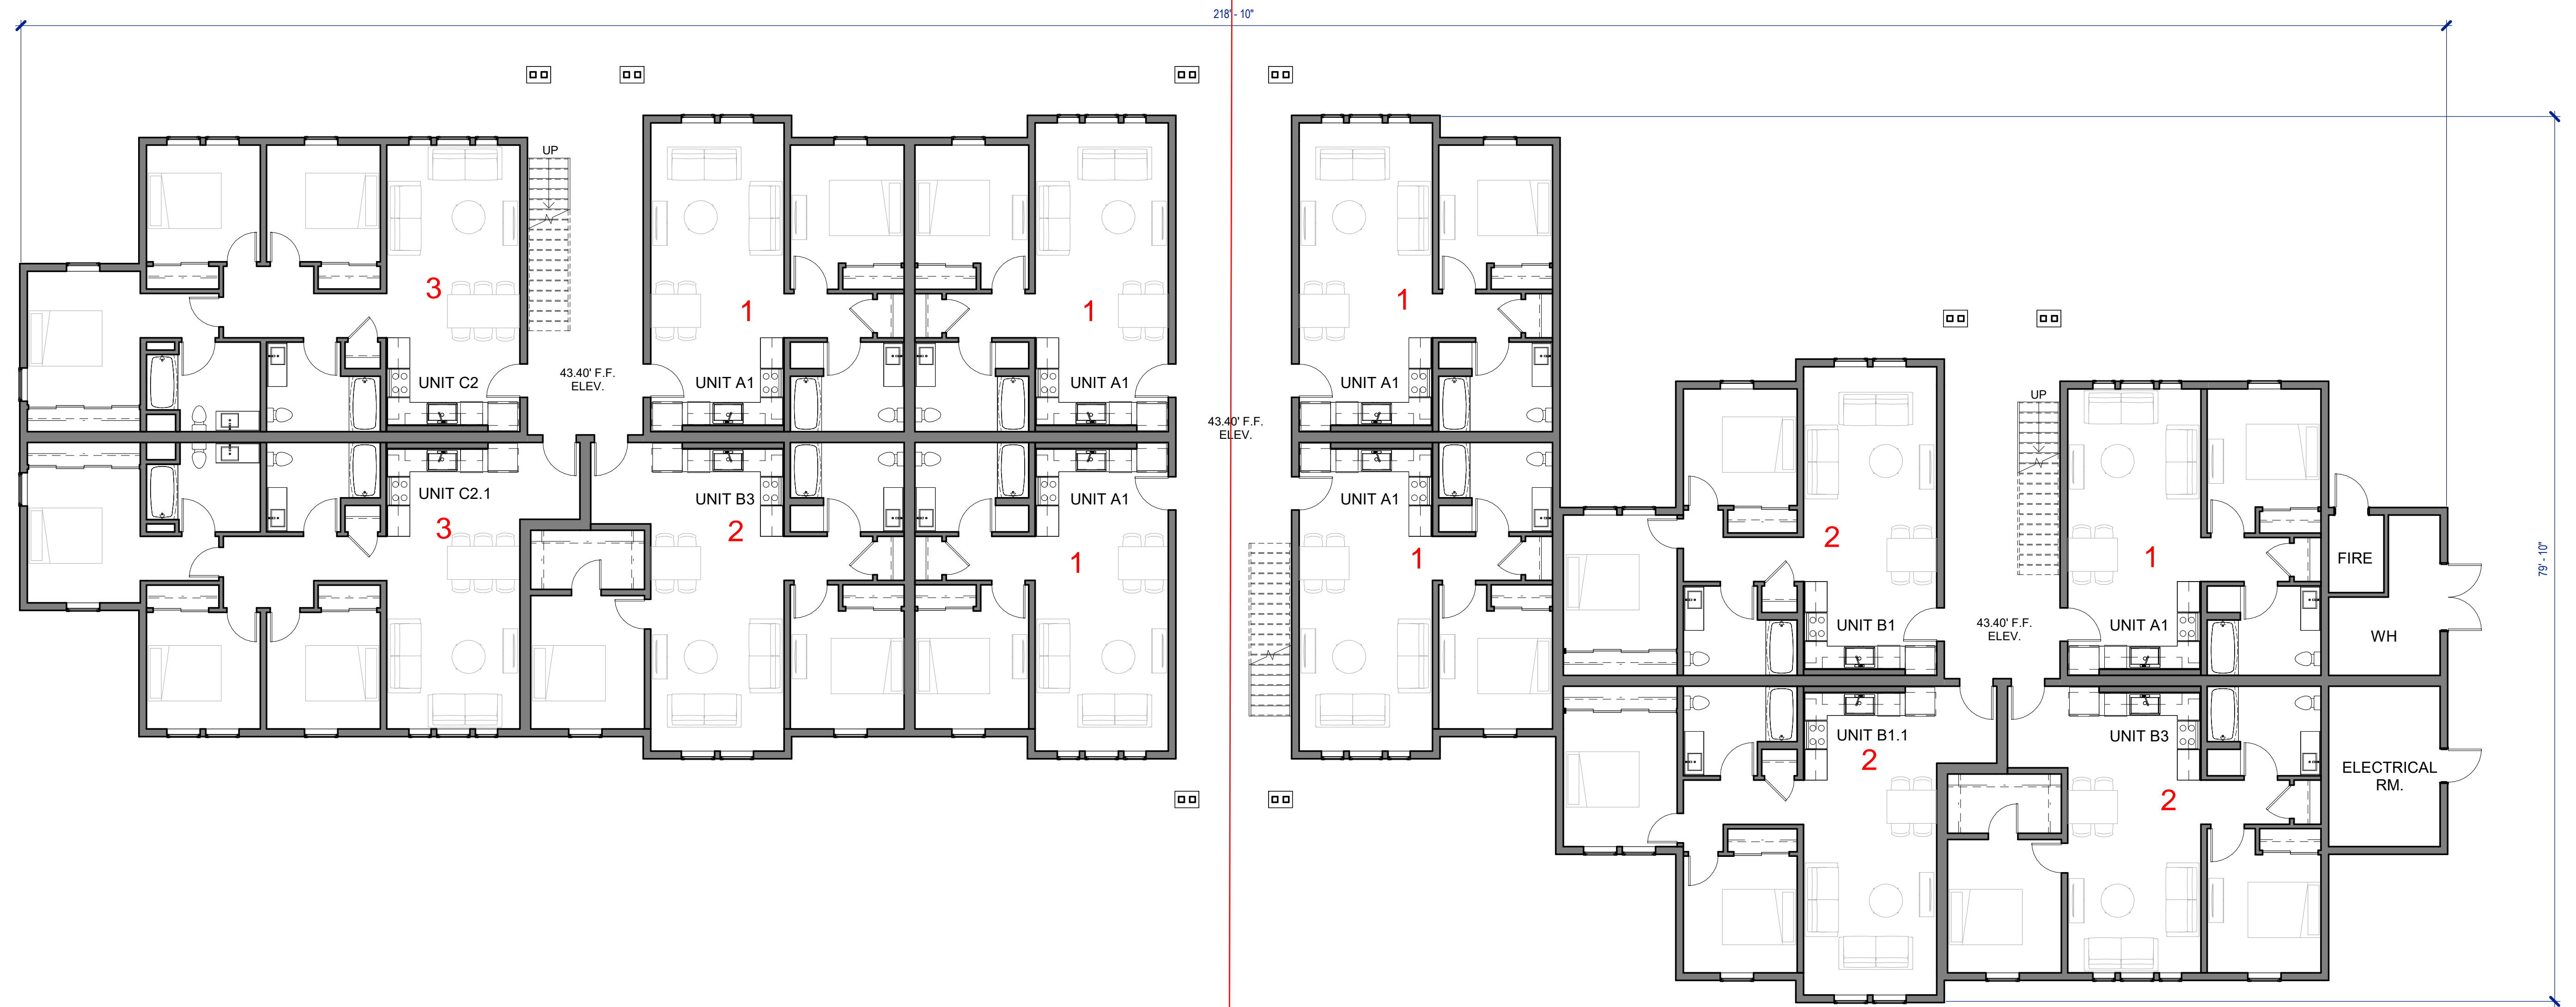 218' - 10"
UP
3
1
1
1
UNIT C2
43.40' F.F.
ELEV.
UNIT A1
UNIT A1
43.40' F.F.
ELEV.
UNIT A1
UNIT C2.1
3
UNIT B3
2
UNIT A1
1
UNIT A1
1
UP
2
1
FIRE
79' - 10"
UNIT B1
43.40' F.F.
ELEV.
UNIT A1
WH
UNIT B1.1
2
UNIT B3
2
ELECTRICAL
RM.